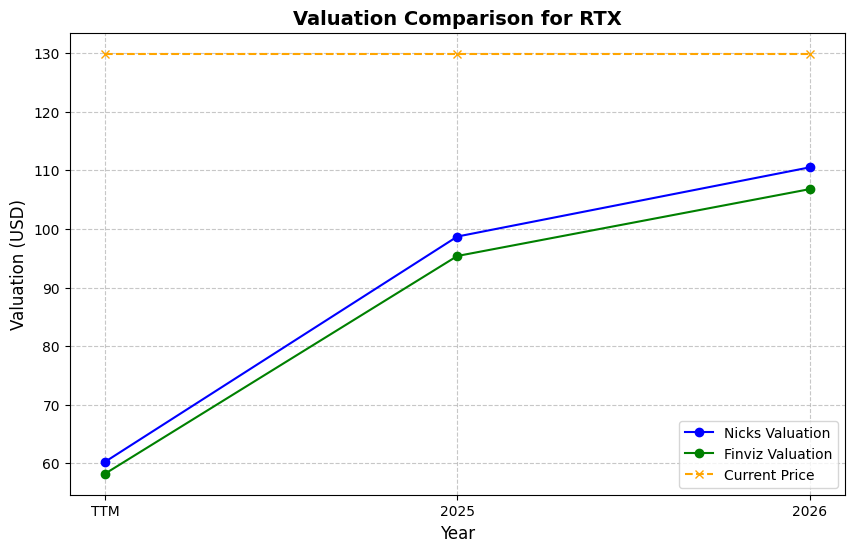 Valuation Comparison for RTX
Valuation (USD)
130
120
110
100
90
80
70
60
TTM
2025
2026
Year
Nicks Valuation
Finviz Valuation
Current Price